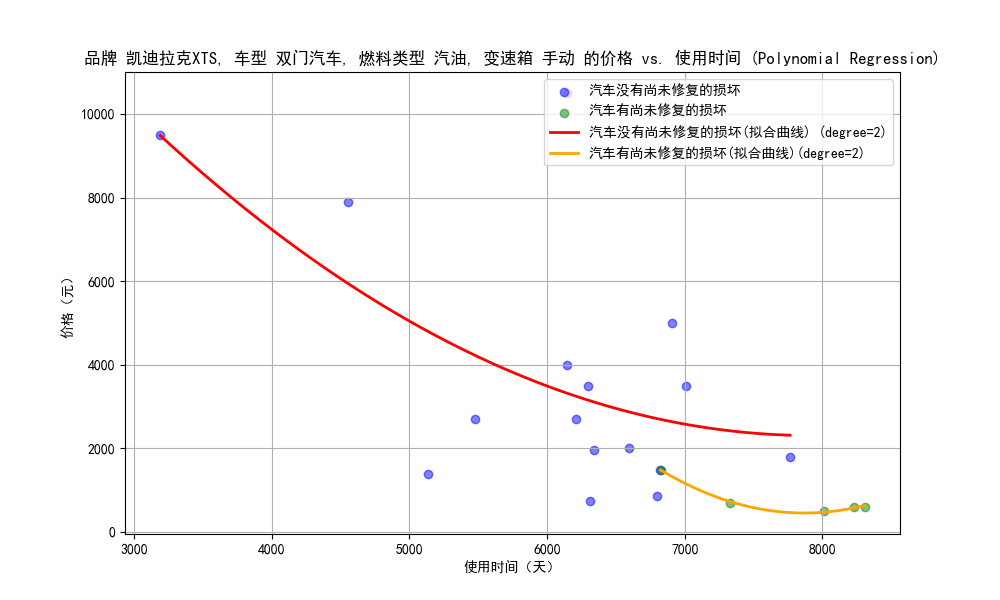 品牌 凯迪拉克XTS, 车型 双门汽车, 燃料类型 汽油, 变速箱 手动 的价格 vs. 使用时间 (Polynomial Regression)
汽车没有尚未修复的损坏
汽车有尚未修复的损坏
汽车没有尚未修复的损坏(拟合曲线) (degree=2)
汽车有尚未修复的损坏(拟合曲线)(degree=2)
价格（元）
10000
8000
6000
4000
2000
0
3000 4000 5000 6000 7000 8000
使用时间（天）